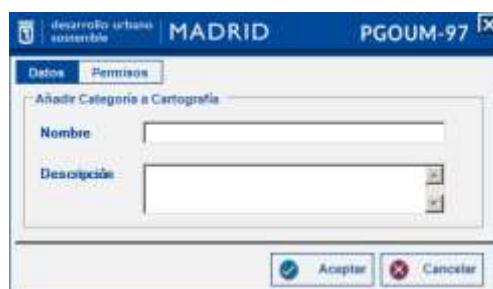 desarrollo urbano
sostenible
MADRID
PGOUM-97
Datos Permisos
Añadir Categoría a Cartografía
Nombre
Descripción
Aceptar Cancelar